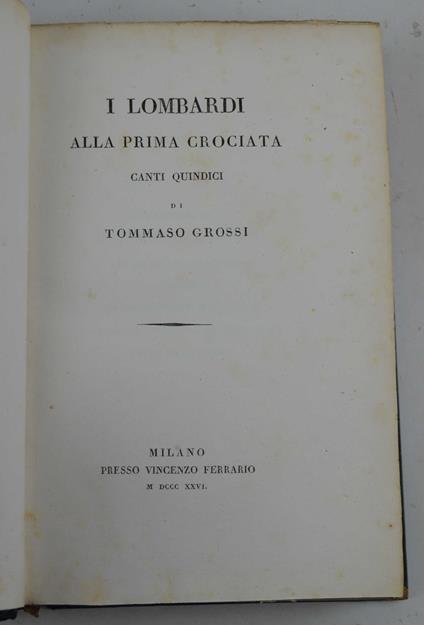 I LOMBARDI
ALLA PRIMA CROCIATA
CANTI QUINDICI
DI
TOMMASO GROSSI
MILANO
PRESSO VINCENZO FERRARIO
M DCCC XXVI.